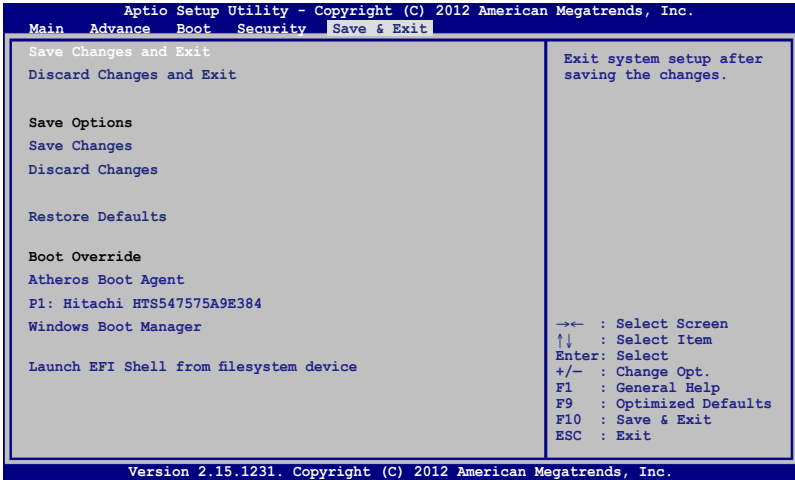 Aptio Setup Utility - Copyright (C) 2012 American Megatrends, Inc.
Main Advance Boot Security Save & Exit
Save Changes and Exit
Discard Changes and Exit
Save Options
Save Changes
Discard Changes
Restore Defaults
Boot Override
Atheros Boot Agent
P1: Hitachi HTS547575A9E384
Windows Boot Manager
Launch EFI Shell from filesystem device
Exit system setup after
saving the changes.
→← : Select Screen
↑↓ : Select Item
Enter: Select
+/— : Change Opt.
F1 : General Help
F9 : Optimized Defaults
F10 : Save & Exit
ESC : Exit
Version 2.15.1231. Copyright (C) 2012 American Megatrends, Inc.